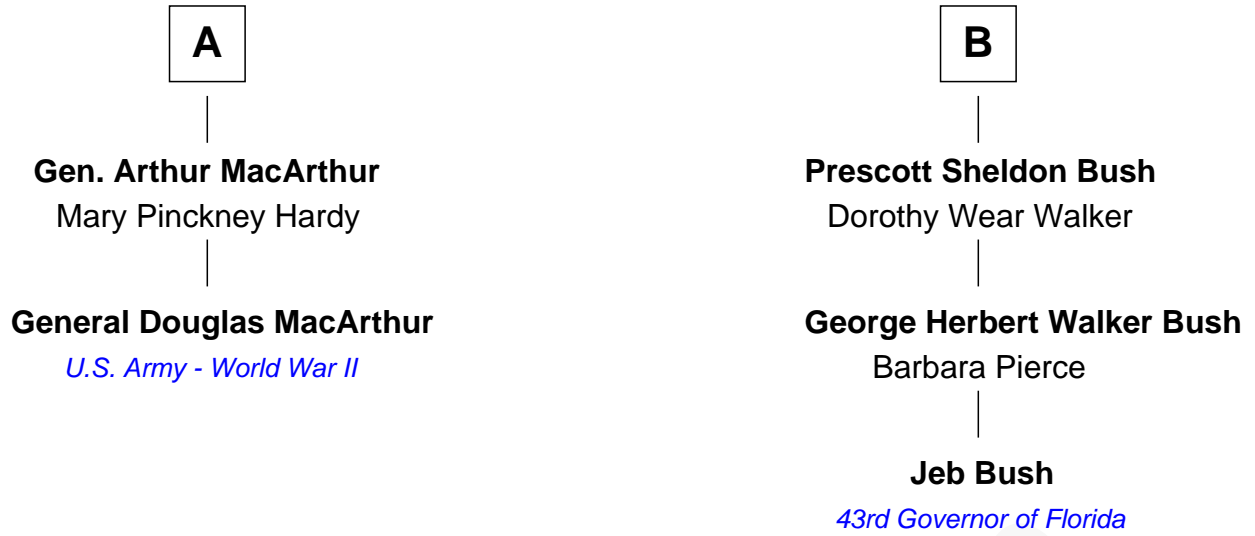 A
Gen. Arthur MacArthur
Mary Pinckney Hardy
General Douglas MacArthur
U.S. Army - World War II
B
Prescott Sheldon Bush
Dorothy Wear Walker
George Herbert Walker Bush
Barbara Pierce
Jeb Bush
43rd Governor of Florida